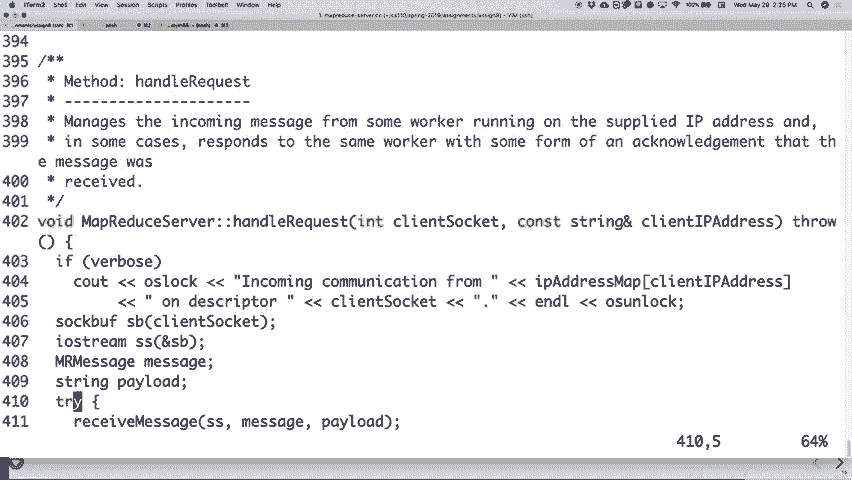 iTerm2 Shell Edit View Session Scripts Profiles Toolbelt Window Help 100% Wed May 29 2:25 PM
1. mapreduce-server.cc (~/cs110/spring-2019/assignments/assign8) - VIM (ssh)
394
395 /**
396  * Method: handleRequest
397  * ---------------------
398  * Manages the incoming message from some worker running on the supplied IP address and,
399  * in some cases, responds to the same worker with some form of an acknowledgement that th
e message was
400  * received.
401  */
402 void MapReduceServer::handleRequest(int clientSocket, const string& clientIPAddress) throw
() {
403   if (verbose)
404     cout << oslock << "Incoming communication from " << ipAddressMap[clientIPAddress]
405          << " on descriptor " << clientSocket << "." << endl << osunlock;
406   sockbuf sb(clientSocket);
407   iostream ss(&sb);
408   MRMessage message;
409   string payload;
410   try {
411     receiveMessage(ss, message, payload);
410,5 64%